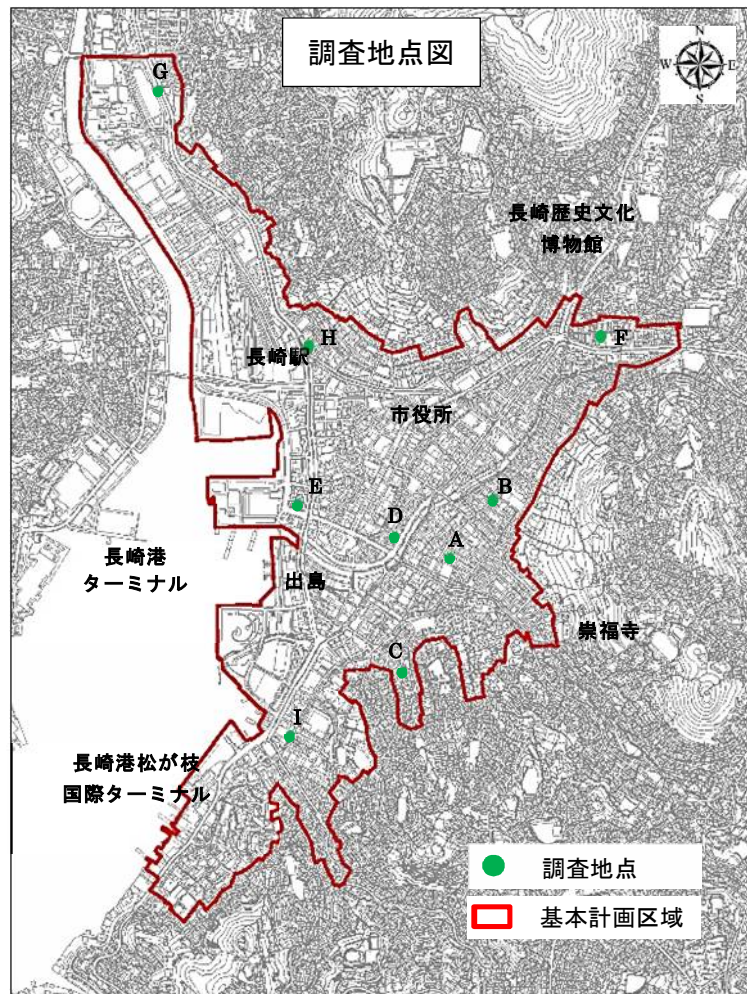 調査地点図
N
W E
S
G
長崎歴史文化
博物館
F
H
長崎駅
市役所
B
E
D
A
長崎港
ターミナル
出島
崇福寺
C
I
長崎港松が枝
国際ターミナル
調査地点
基本計画区域